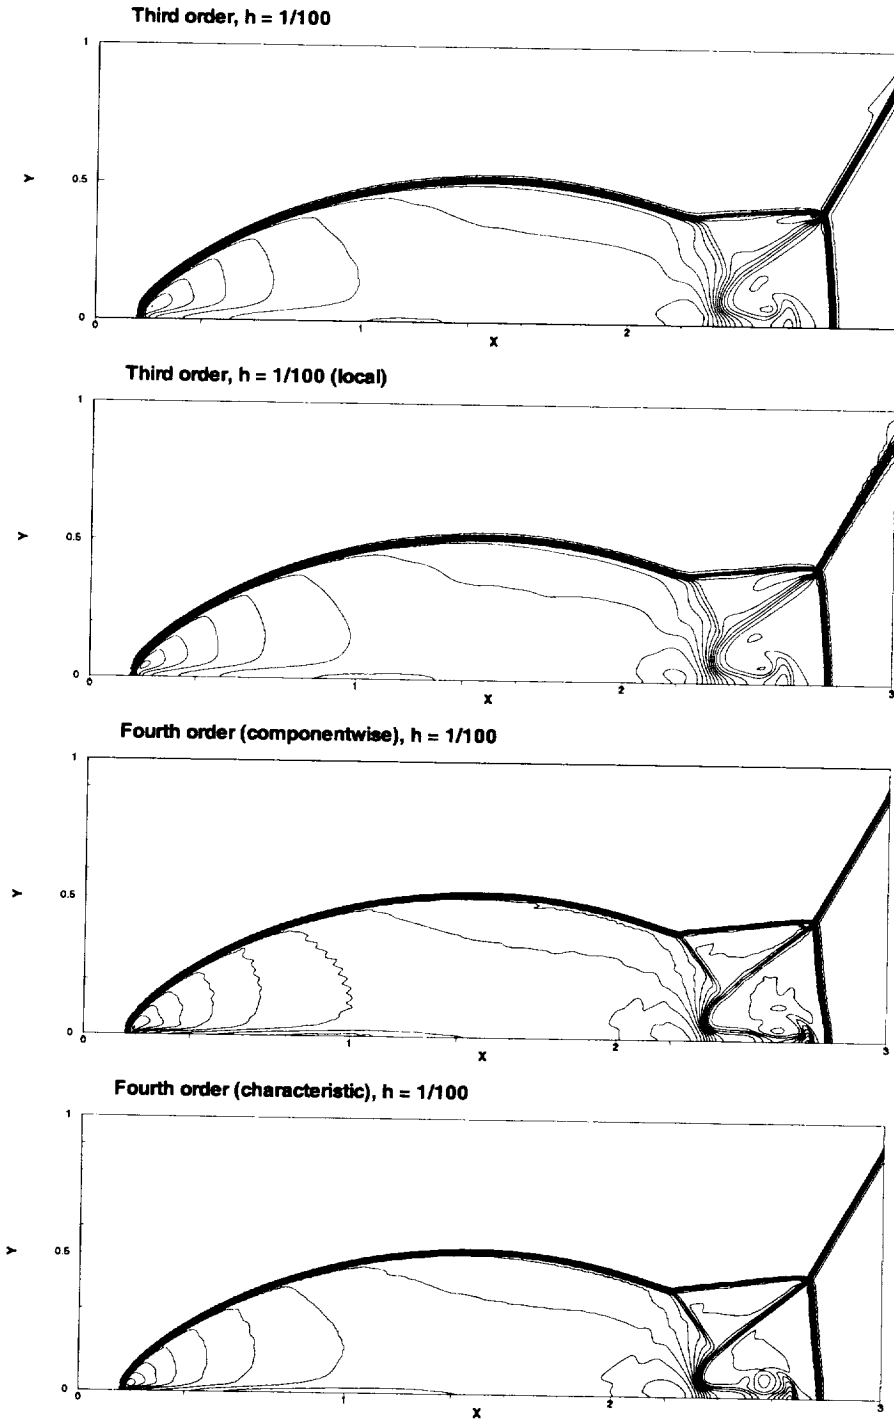 Third order, h = 1/100
1
Y
0.5
0
0
1
2
X
Third order, h = 1/100 (local)
1
Y
0.5
0
0
1
2
3
X
Fourth order (componentwise), h = 1/100
1
Y
0.5
0
0
1
2
3
X
Fourth order (characteristic), h = 1/100
1
Y
0.5
0
0
1
2
3
X